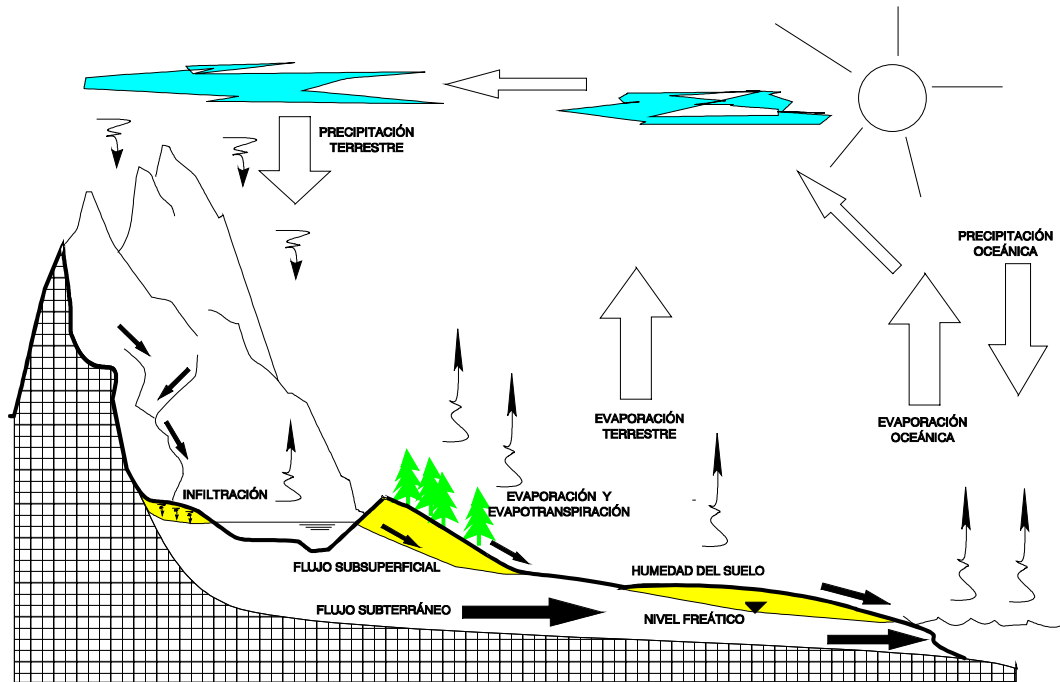 PRECIPITACIÓN
TERRESTRE
PRECIPITACIÓN
OCEÁNICA
EVAPORACIÓN
TERRESTRE
EVAPORACIÓN
OCEÁNICA
INFILTRACIÓN
EVAPORACIÓN Y
EVAPOTRANSPIRACIÓN
FLUJO SUBSUPERFICIAL
HUMEDAD DEL SUELO
FLUJO SUBTERRÁNEO
NIVEL FREÁTICO